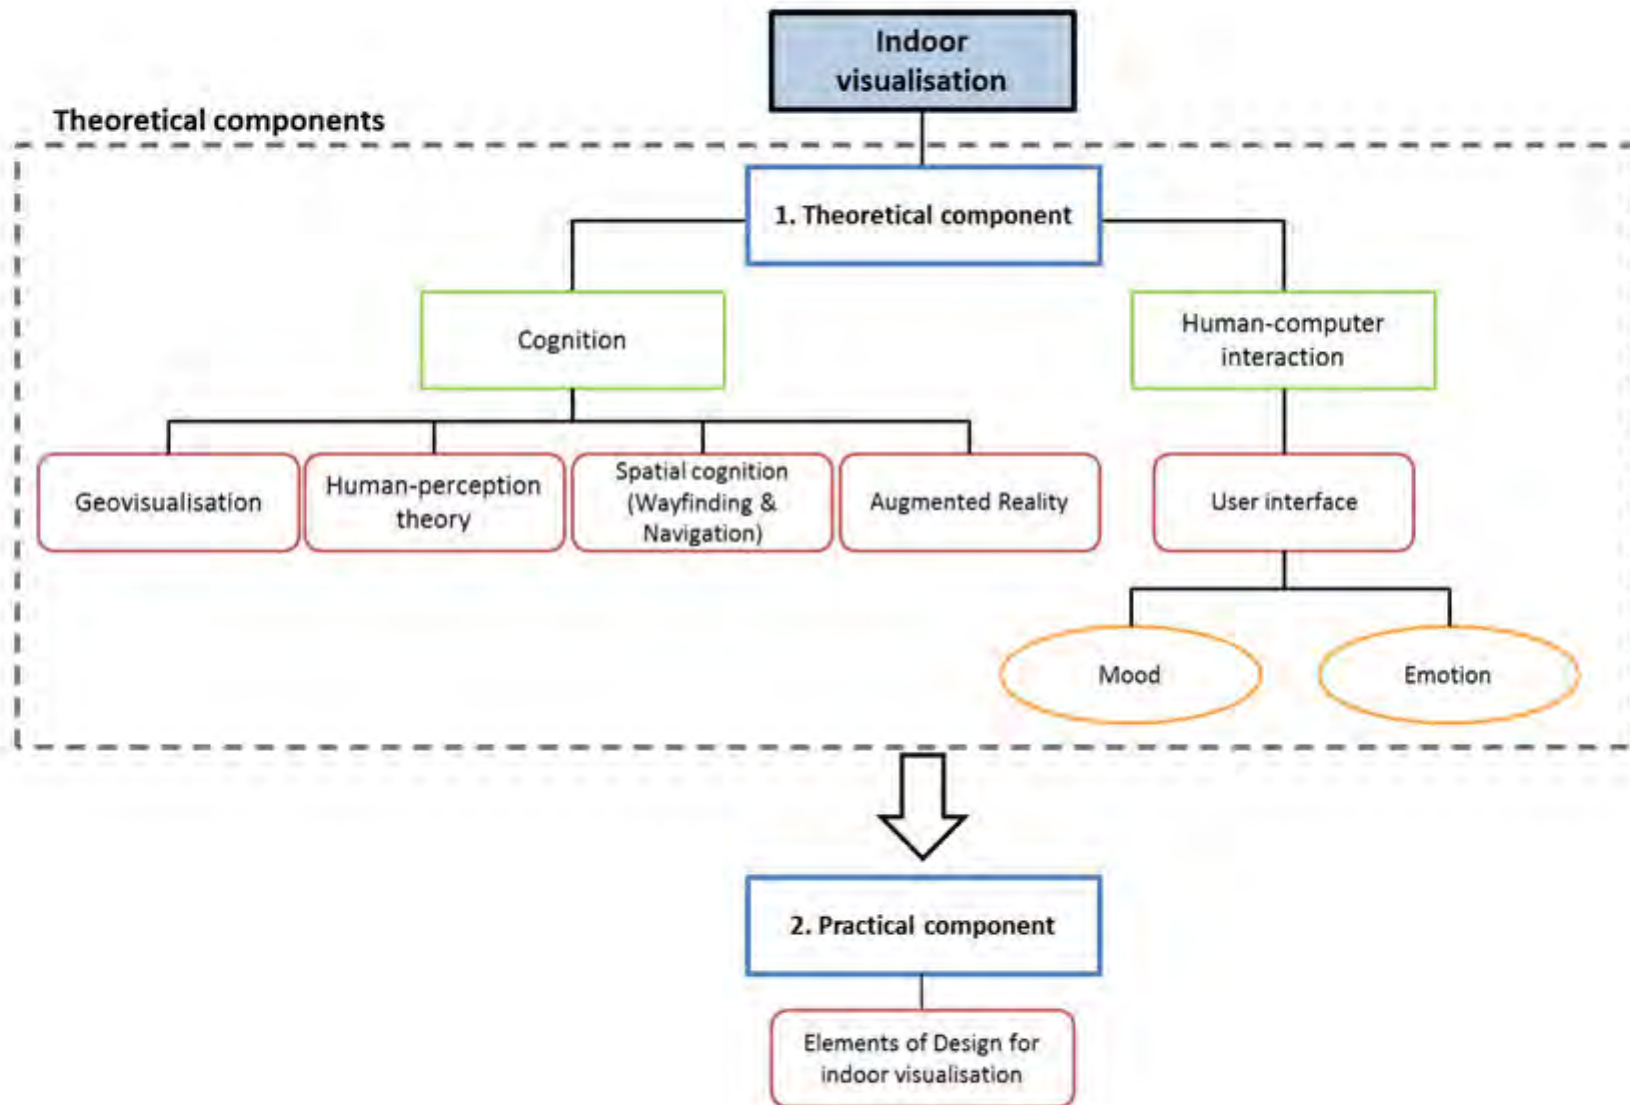 Indoor
visualisation
Theoretical components
1. Theoretical component
Cognition
Human-computer
interaction
Geovisualisation
Human-perception
theory
Spatial cognition
(Wayfinding &
Navigation)
Augmented Reality
User interface
Mood
Emotion
2. Practical component
Elements of Design for
indoor visualisation